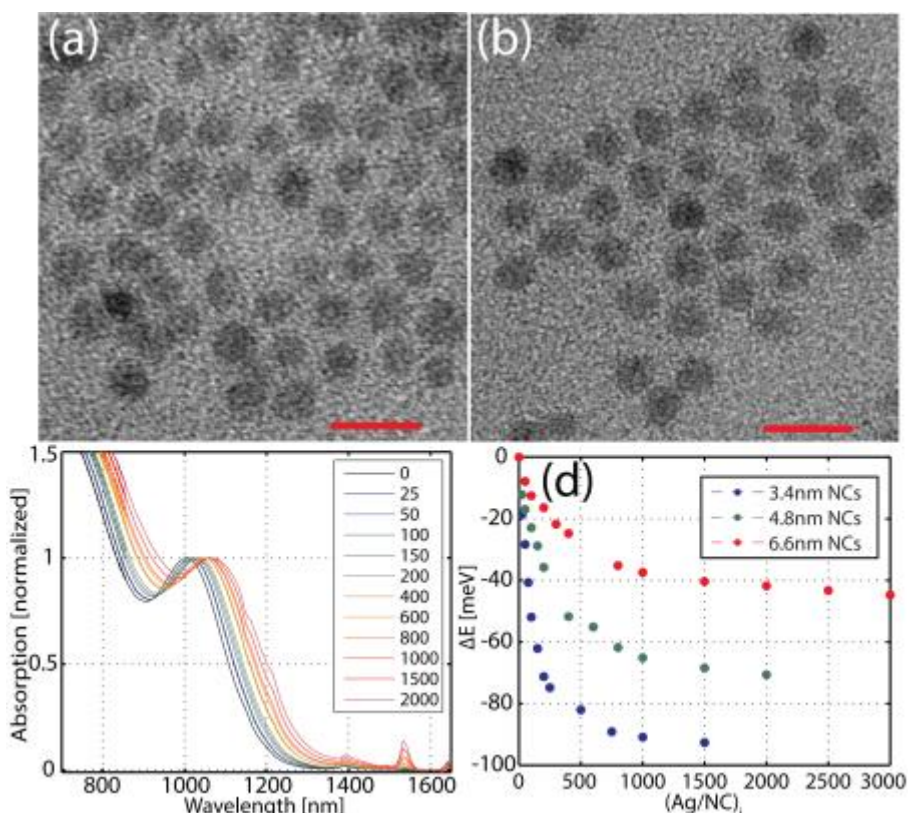 (a)
(b)
1.5
1
0.5
0
Absorption [normalized]
800 1000 1200 1400 1600
Wavelength [nm]
0
25
50
100
150
200
400
600
800
1000
1500
2000
(d)
0
-20
-40
-60
-80
-100
ΔE [meV]
3.4nm NCs
4.8nm NCs
6.6nm NCs
0 500 1000 1500 2000 2500 3000
(Ag/NC)